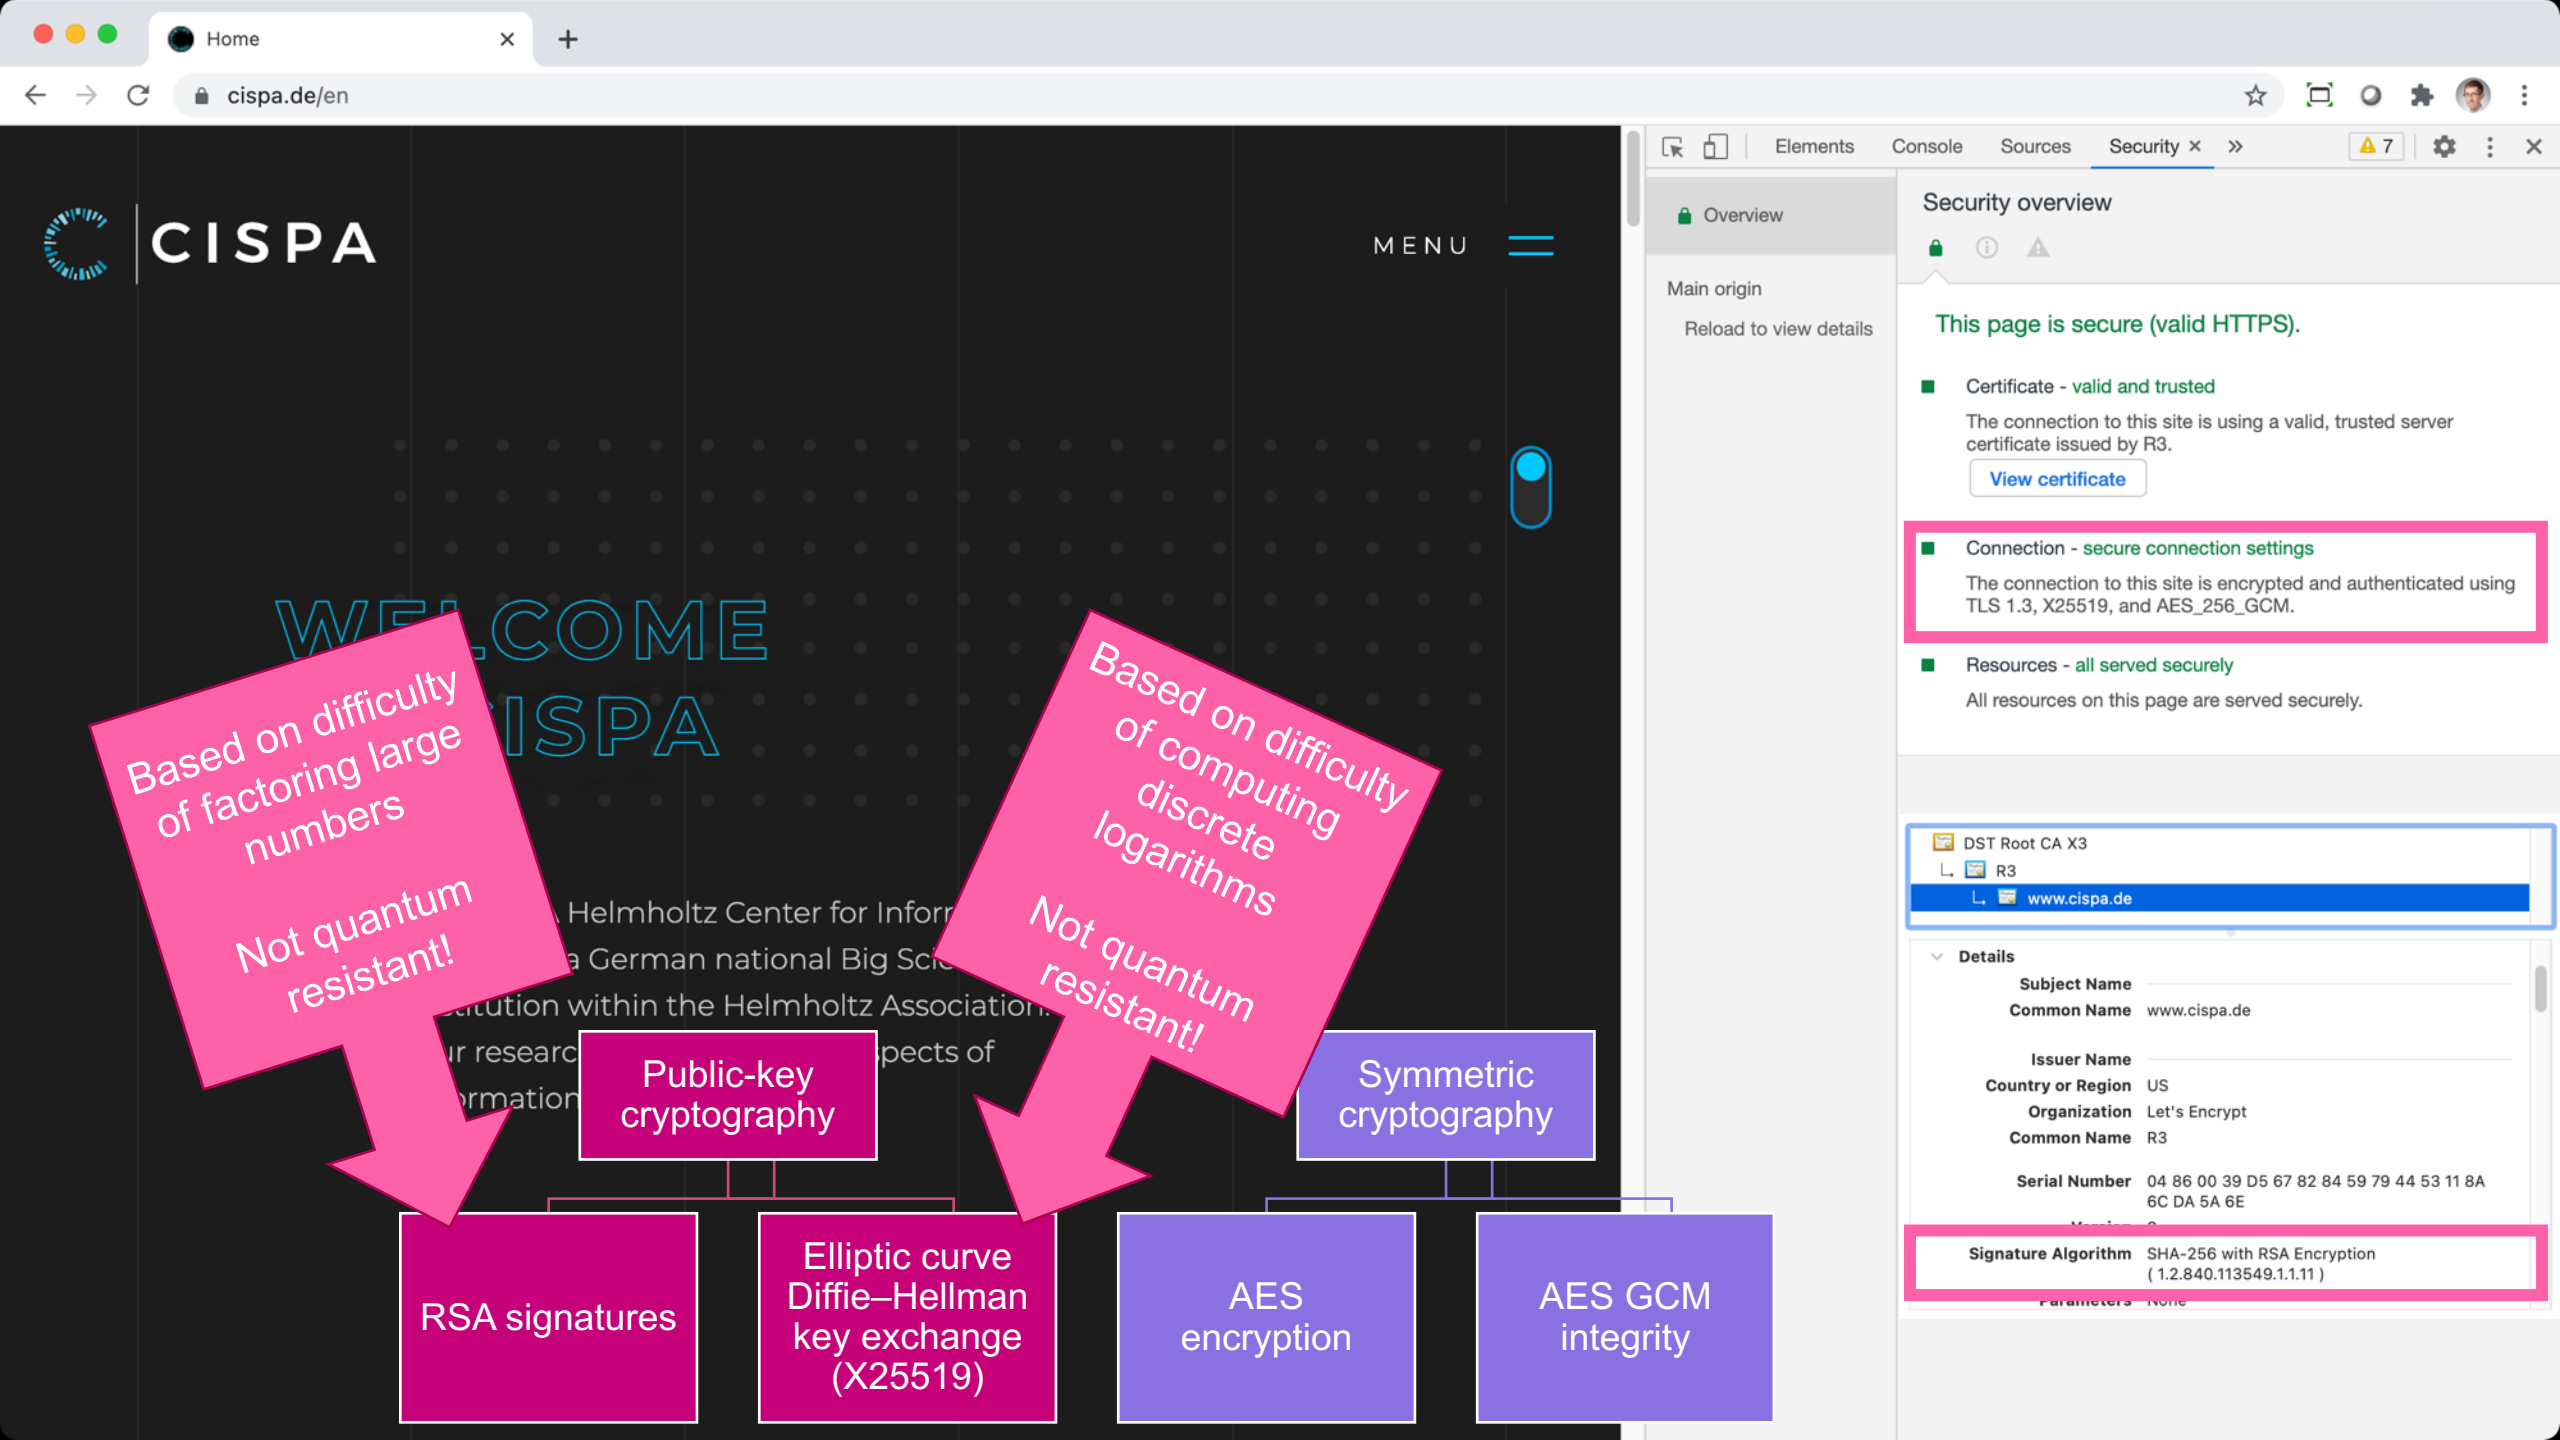 Home
cispa.de/en
CISPA
MENU
WELCOME
CISPA
Helmholtz Center for Infor
a German national Big Sci
itution within the Helmholtz Association.
ur researc
spects of
ormation
Based on difficulty
of factoring large
numbers
Not quantum
resistant!
Based on difficulty
of computing
discrete
logarithms
Not quantum
resistant!
Public-key
cryptography
RSA signatures
Elliptic curve
Diffie–Hellman
key exchange
(X25519)
Symmetric
cryptography
AES
encryption
AES GCM
integrity
Elements
Console
Sources
Security
7
Overview
Main origin
Reload to view details
Security overview
This page is secure (valid HTTPS).
Certificate - valid and trusted
The connection to this site is using a valid, trusted server
certificate issued by R3.
View certificate
Connection - secure connection settings
The connection to this site is encrypted and authenticated using
TLS 1.3, X25519, and AES_256_GCM.
Resources - all served securely
All resources on this page are served securely.
DST Root CA X3
R3
www.cispa.de
Details
Subject Name
Common Name www.cispa.de
Issuer Name
Country or Region US
Organization Let's Encrypt
Common Name R3
Serial Number 04 86 00 39 D5 67 82 84 59 79 44 53 11 8A
6C DA 5A 6E
Signature Algorithm SHA-256 with RSA Encryption
( 1.2.840.113549.1.1.11 )
Parameters None